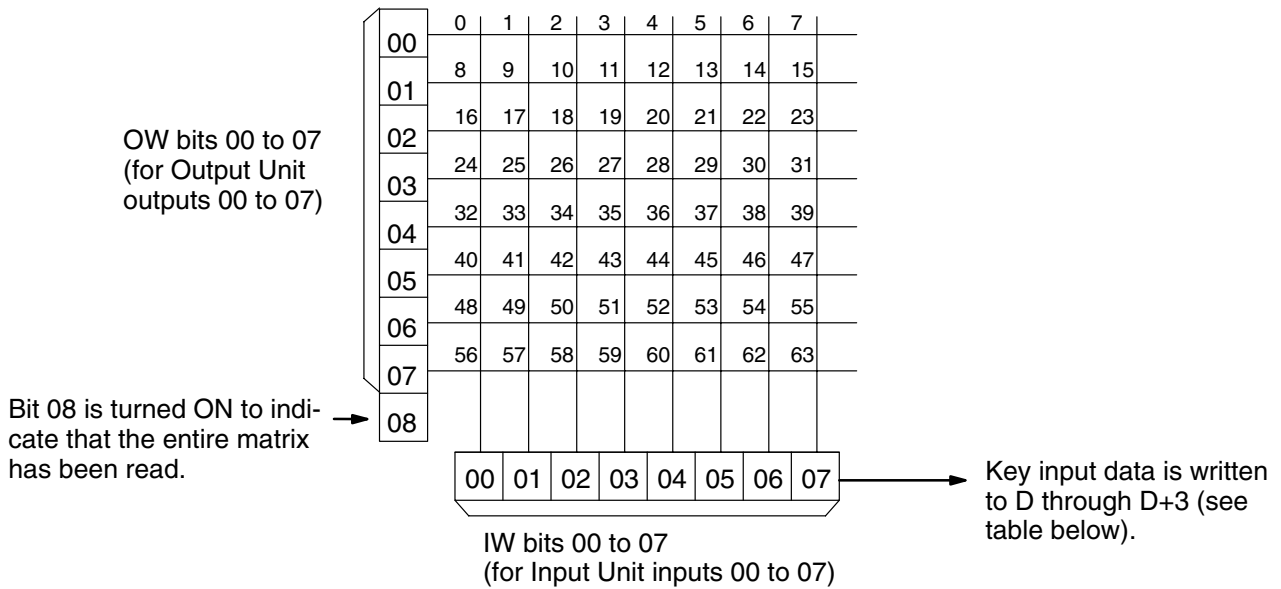 0 1 2 3 4 5 6 7
00
8 9 10 11 12 13 14 15
01
16 17 18 19 20 21 22 23
02
24 25 26 27 28 29 30 31
03
32 33 34 35 36 37 38 39
04
40 41 42 43 44 45 46 47
05
48 49 50 51 52 53 54 55
06
56 57 58 59 60 61 62 63
07
08
OW bits 00 to 07
(for Output Unit
outputs 00 to 07)
Bit 08 is turned ON to indi-
cate that the entire matrix
has been read.
00 01 02 03 04 05 06 07
Key input data is written
to D through D+3 (see
table below).
IW bits 00 to 07
(for Input Unit inputs 00 to 07)